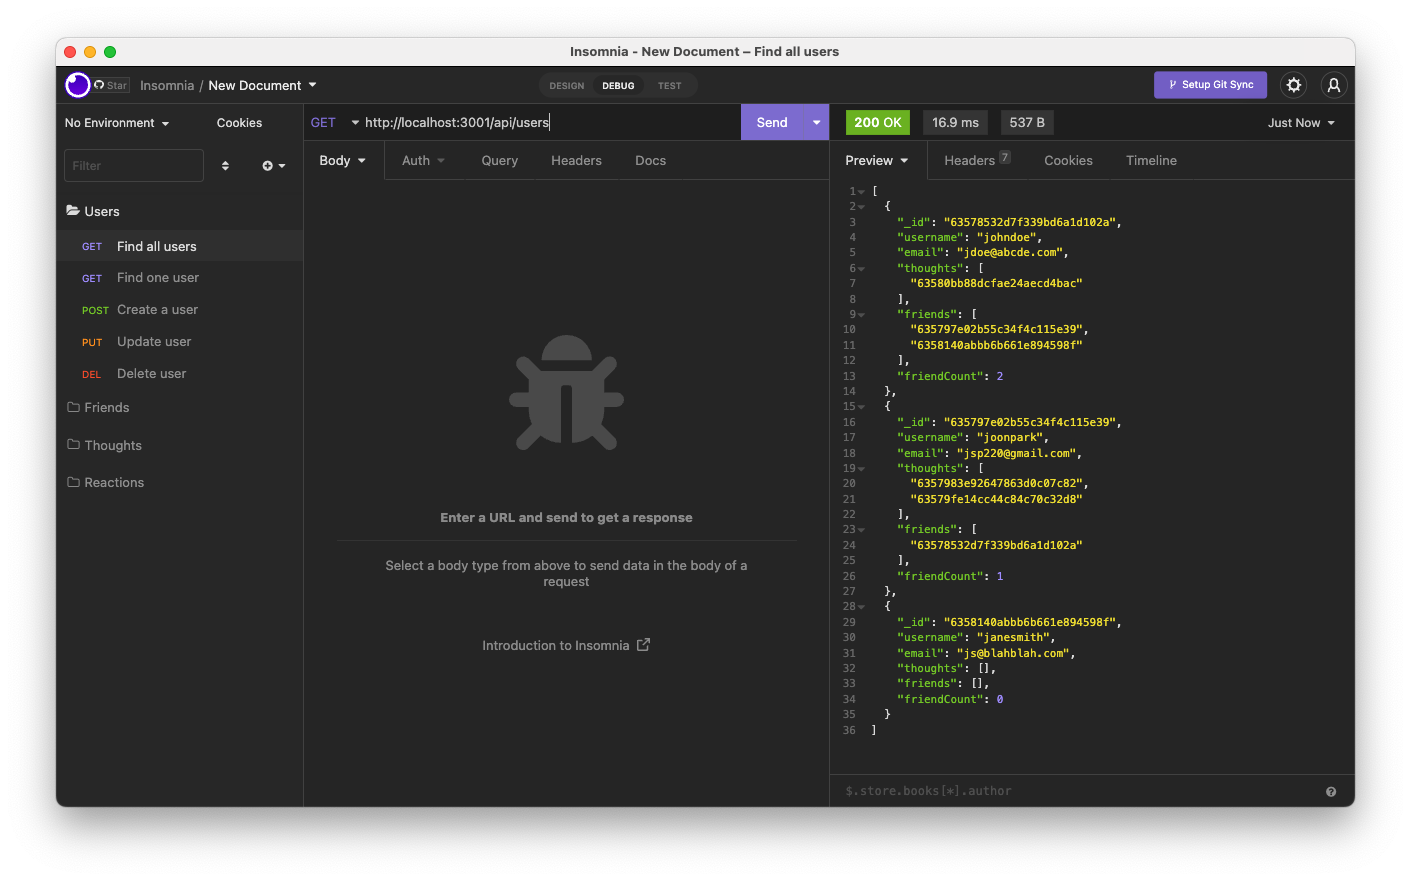 Insomnia - New Document – Find all users
Star
Insomnia / New Document
DESIGN DEBUG TEST
Setup Git Sync
No Environment
Cookies
GET http://localhost:3001/api/users
Send
200 OK 16.9 ms 537 B
Just Now
Filter
Body Auth Query Headers Docs
Preview Headers 7 Cookies Timeline
Users
GET Find all users
GET Find one user
POST Create a user
PUT Update user
DEL Delete user
Friends
Thoughts
Reactions
Enter a URL and send to get a response
Select a body type from above to send data in the body of a
request
Introduction to Insomnia
1 [
2 {
3 "_id": "63578532d7f339bd6a1d102a",
4 "username": "johndoe",
5 "email": "jdoe@abcde.com",
6 "thoughts": [
7 "63580bb88dcfae24aecd4bac"
8 ],
9 "friends": [
10 "635797e02b55c34f4c115e39",
11 "6358140abbb6b661e894598f"
12 ],
13 "friendCount": 2
14 },
15 {
16 "_id": "635797e02b55c34f4c115e39",
17 "username": "joonpark",
18 "email": "jsp220@gmail.com",
19 "thoughts": [
20 "6357983e92647863d0c07c82",
21 "63579fe14cc44c84c70c32d8"
22 ],
23 "friends": [
24 "63578532d7f339bd6a1d102a"
25 ],
26 "friendCount": 1
27 },
28 {
29 "_id": "6358140abbb6b661e894598f",
30 "username": "janesmith",
31 "email": "js@blahblah.com",
32 "thoughts": [],
33 "friends": [],
34 "friendCount": 0
35 }
36 ]
$.store.books[*].author